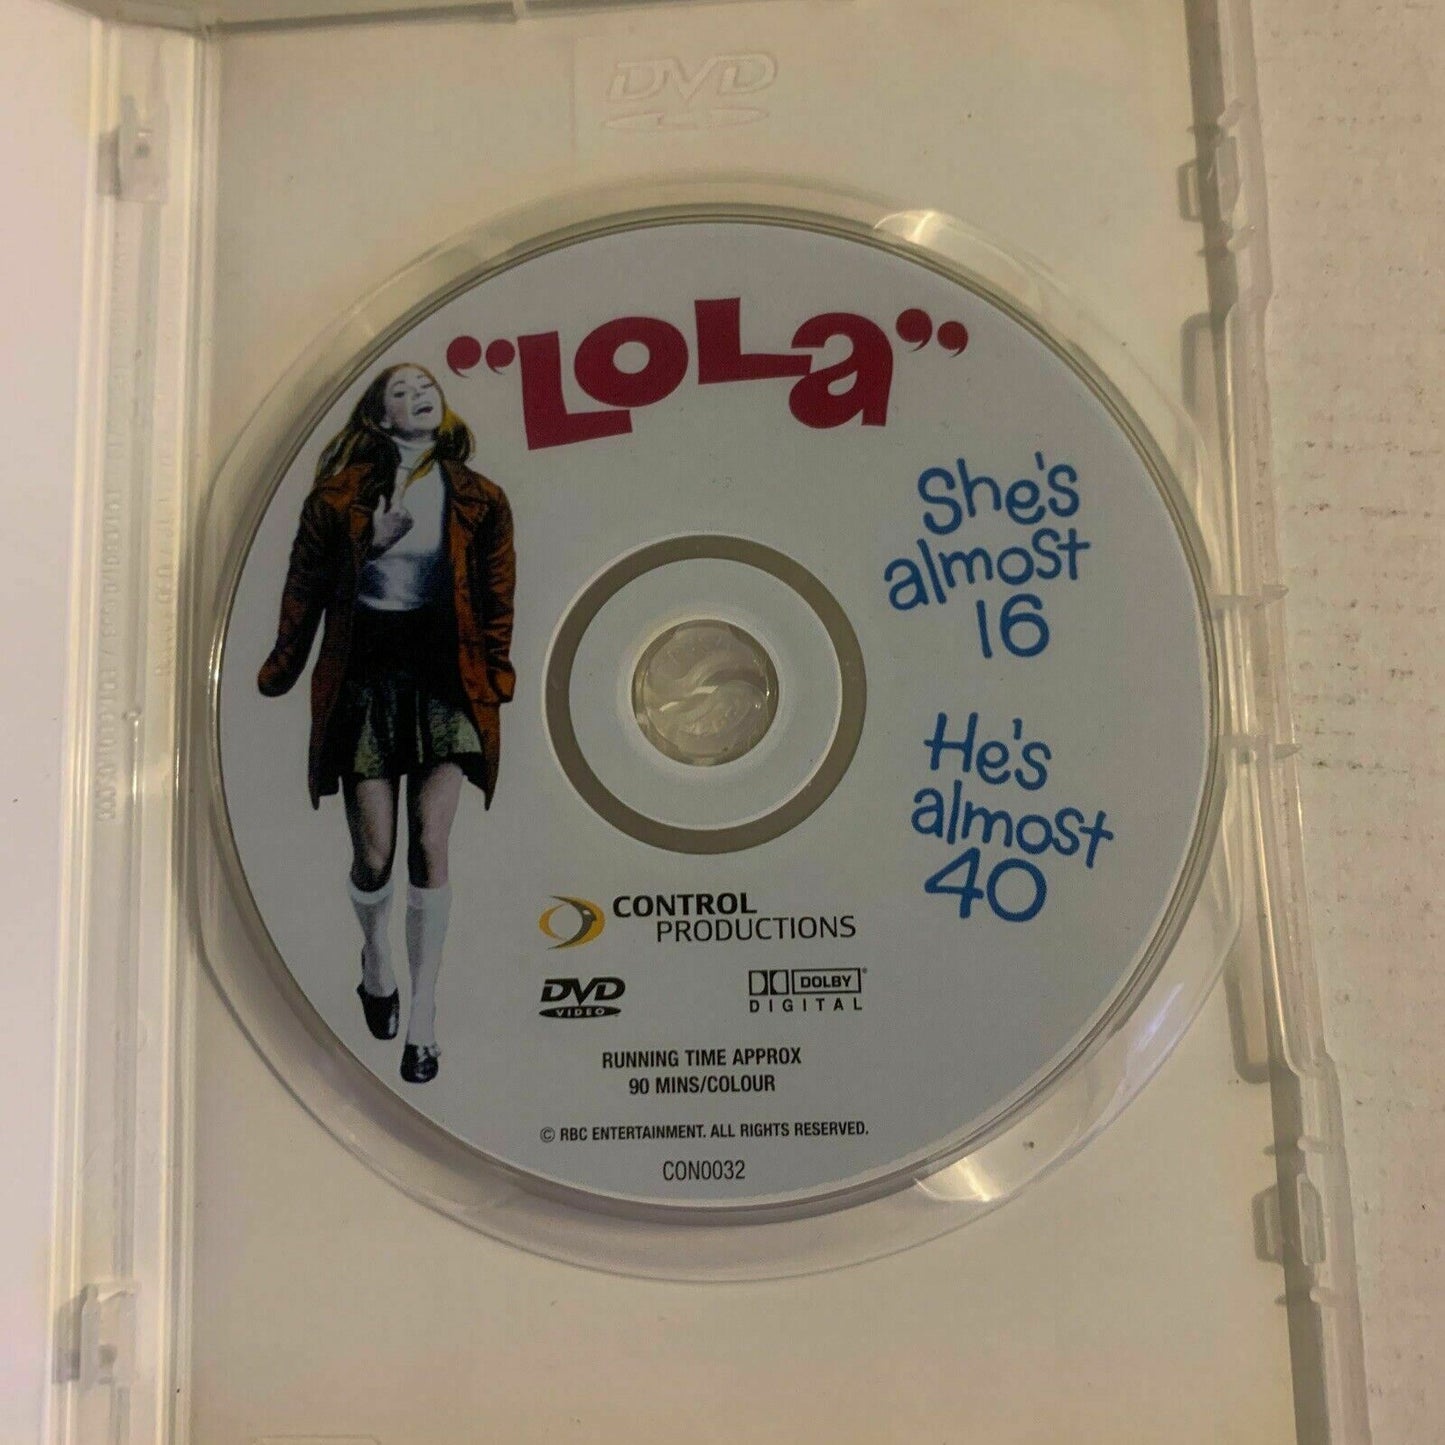 DVD
"LOLa"
She's
almost
16
He's
almost
40
CONTROL
PRODUCTIONS
DVD
VIDEO
DOLBY
DIGITAL
RUNNING TIME APPROX
90 MINS/COLOUR
© RBC ENTERTAINMENT. ALL RIGHTS RESERVED.
CON0032